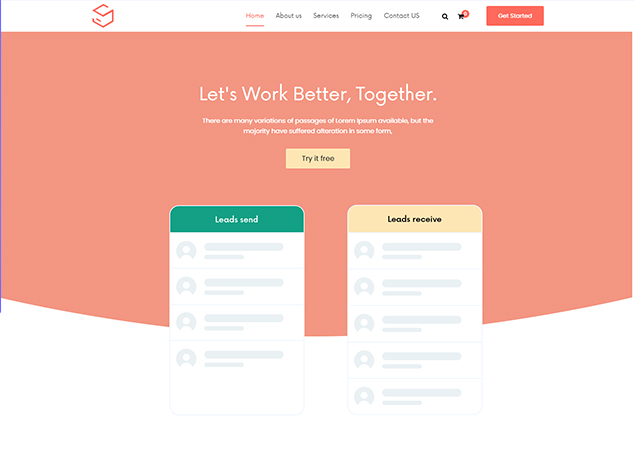 Home About us Services Pricing Contact US Get Started
Let's Work Better, Together.
There are many variations of passages of Lorem Ipsum available, but the
majority have suffered alteration in some form,
Try it free
Leads send Leads receive